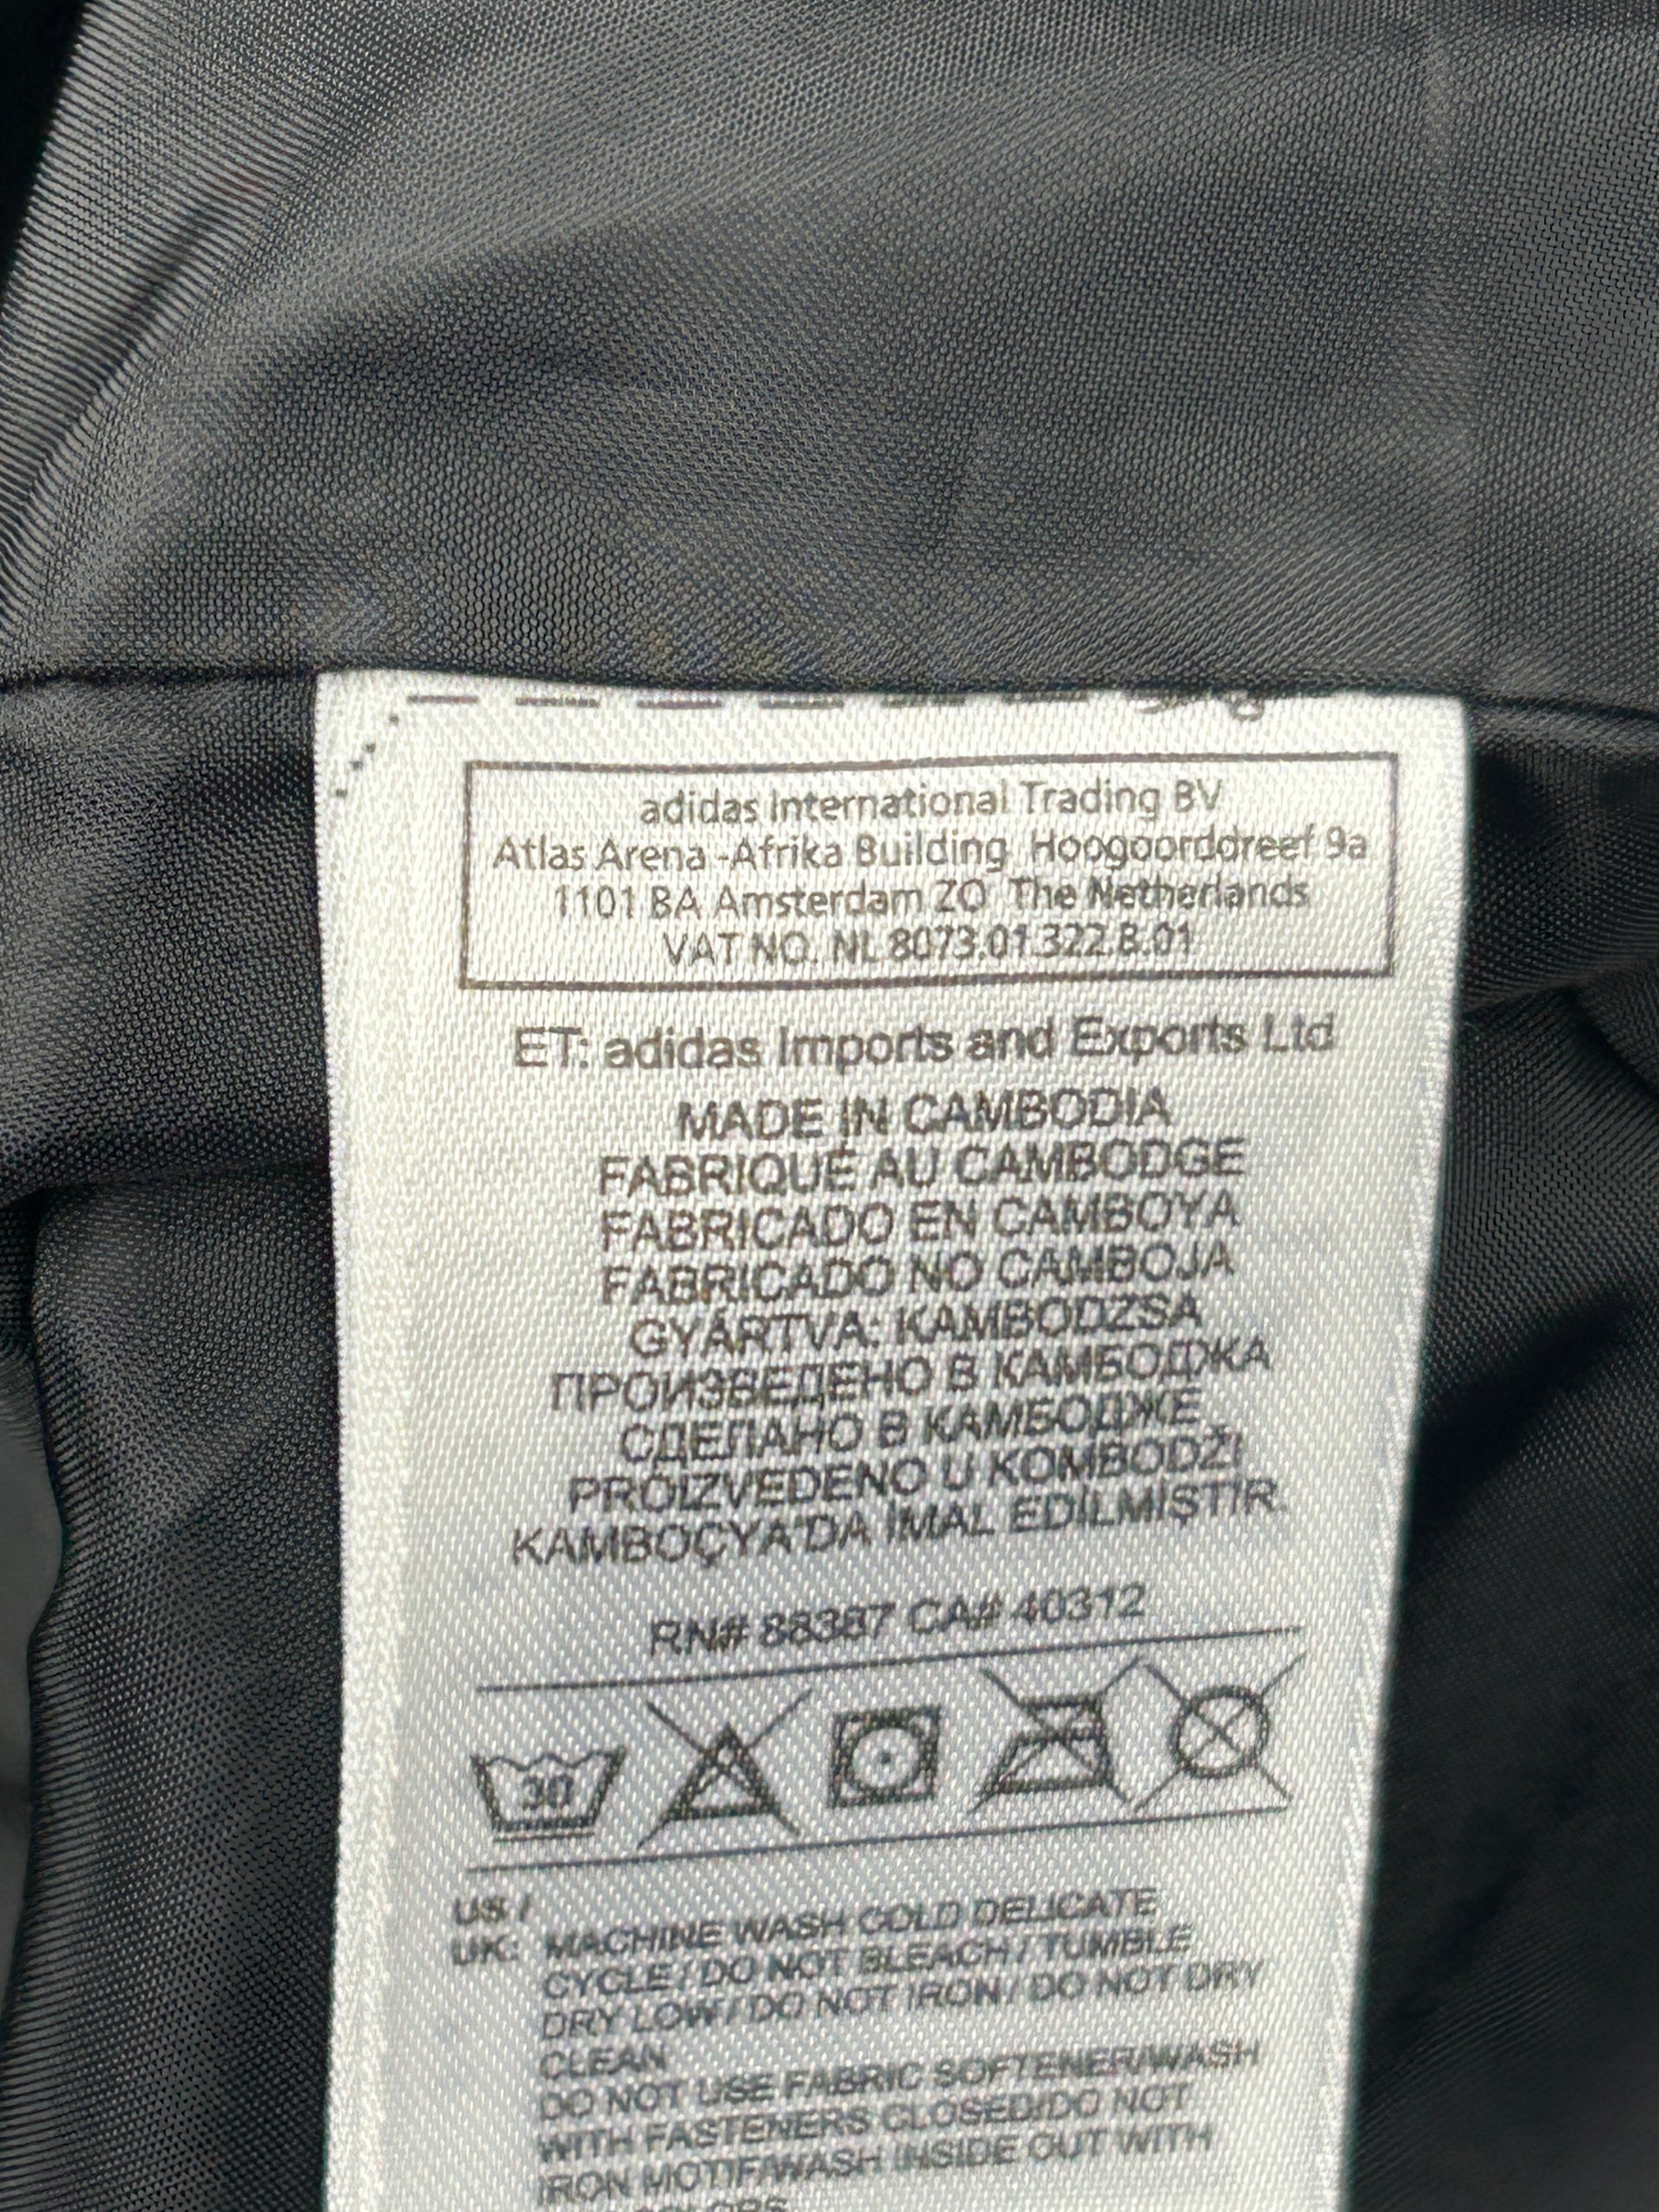 adidas International Trading BV
Atlas Arena -Afrika Building Hoogoorddreef 9a
1101 BA Amsterdam ZO The Netherlands
VAT NO. NL 8073.01.322.B.01
ET: adidas Imports and Exports Ltd
MADE IN CAMBODIA
FABRIQUÉ AU CAMBODGE
FABRICADO EN CAMBOYA
FABRICADO NO CAMBOJA
GYÁRTVA: KAMBODZSA
ПРОИЗВЕДЕНО В КАМБОДЖА
СДЕЛАНО В КАМБОДЖЕ
PROIZVEDENO U KOMBODŽI
KAMBOÇYA'DA İMAL EDİLMİŞTİR.
RN# 88387 CA# 40312
30
US /
UK: MACHINE WASH COLD DELICATE
CYCLE / DO NOT BLEACH / TUMBLE
DRY LOW / DO NOT IRON / DO NOT DRY
CLEAN
DO NOT USE FABRIC SOFTENER/WASH
WITH FASTENERS CLOSED/DO NOT
IRON MOTIF/WASH INSIDE OUT WITH